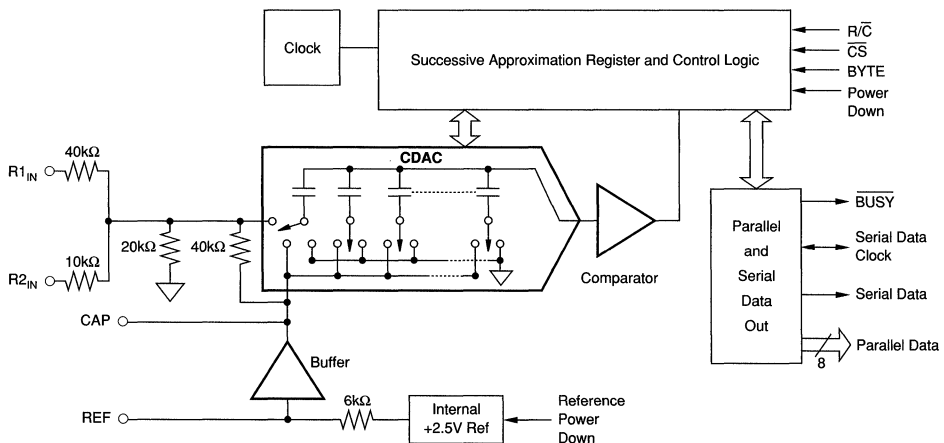 Clock
Successive Approximation Register and Control Logic
R/C̅
C̅S̅
BYTE
Power
Down
CDAC
40kΩ
R1IN
20kΩ
40kΩ
10kΩ
R2IN
Comparator
Parallel
and
Serial
Data
Out
B̅U̅S̅Y̅
Serial Data
Clock
Serial Data
Parallel Data
8
CAP
Buffer
REF
6kΩ
Internal
+2.5V Ref
Reference
Power
Down